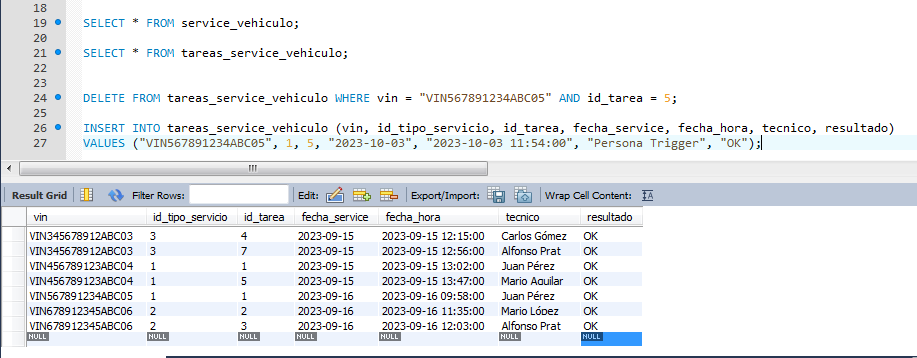 18
19 SELECT * FROM service_vehiculo;
20
21 SELECT * FROM tareas_service_vehiculo;
22
23
24 DELETE FROM tareas_service_vehiculo WHERE vin = "VIN567891234ABC05" AND id_tarea = 5;
25
26 INSERT INTO tareas_service_vehiculo (vin, id_tipo_servicio, id_tarea, fecha_service, fecha_hora, tecnico, resultado)
27 VALUES ("VIN567891234ABC05", 1, 5, "2023-10-03", "2023-10-03 11:54:00", "Persona Trigger", "OK");
Result Grid Filter Rows: Edit: Export/Import: Wrap Cell Content: IA
vin id_tipo_servicio id_tarea fecha_service fecha_hora tecnico resultado
VIN345678912ABC03 3 4 2023-09-15 2023-09-15 12:15:00 Carlos Gómez OK
VIN345678912ABC03 3 7 2023-09-15 2023-09-15 12:56:00 Alfonso Prat OK
VIN456789123ABC04 1 1 2023-09-15 2023-09-15 13:02:00 Juan Pérez OK
VIN456789123ABC04 1 5 2023-09-15 2023-09-15 13:47:00 Mario Aguilar OK
VIN567891234ABC05 1 1 2023-09-16 2023-09-16 09:58:00 Juan Pérez OK
VIN678912345ABC06 2 2 2023-09-16 2023-09-16 11:35:00 Mario López OK
VIN678912345ABC06 2 3 2023-09-16 2023-09-16 12:03:00 Alfonso Prat OK
NULL NULL NULL NULL NULL NULL NULL